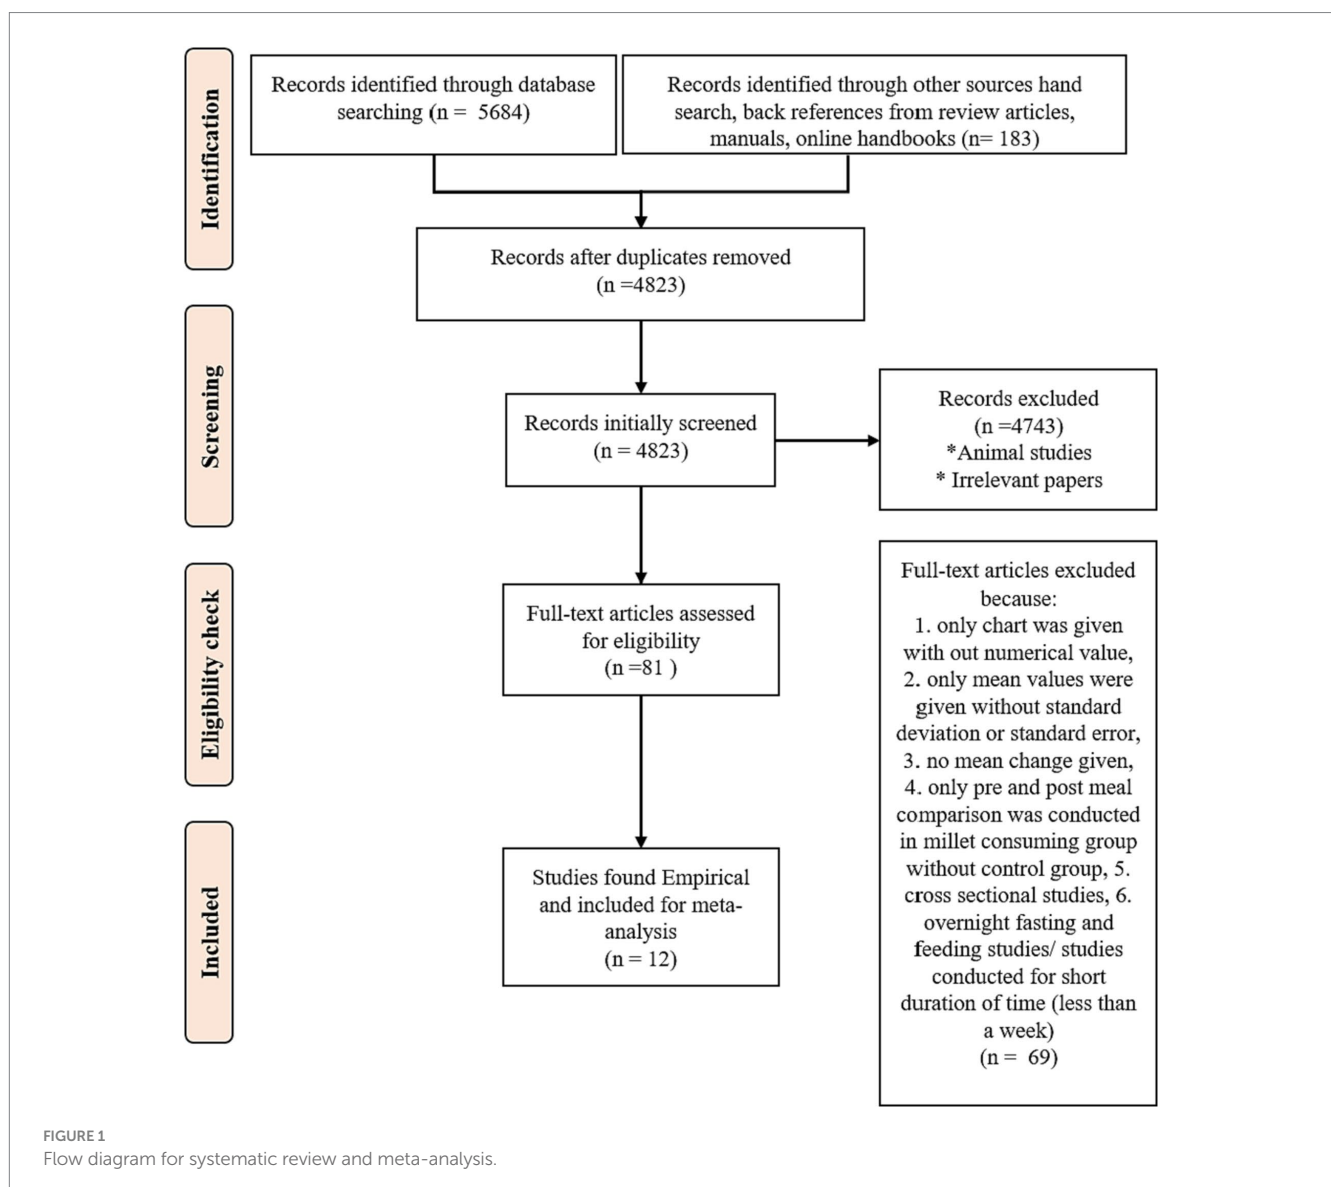 Identification
Records identified through database
searching (n = 5684)
Records identified through other sources hand
search, back references from review articles,
manuals, online handbooks (n= 183)
Records after duplicates removed
(n =4823)
Screening
Records initially screened
(n = 4823)
Records excluded
(n =4743)
*Animal studies
* Irrelevant papers
Eligibility check
Full-text articles assessed
for eligibility
(n =81 )
Full-text articles excluded
because:
1. only chart was given
with out numerical value,
2. only mean values were
given without standard
deviation or standard error,
3. no mean change given,
4. only pre and post meal
comparison was conducted
in millet consuming group
without control group, 5.
cross sectional studies, 6.
overnight fasting and
feeding studies/ studies
conducted for short
duration of time (less than
a week)
(n = 69)
Included
Studies found Empirical
and included for meta-
analysis
(n = 12)
FIGURE 1
Flow diagram for systematic review and meta-analysis.